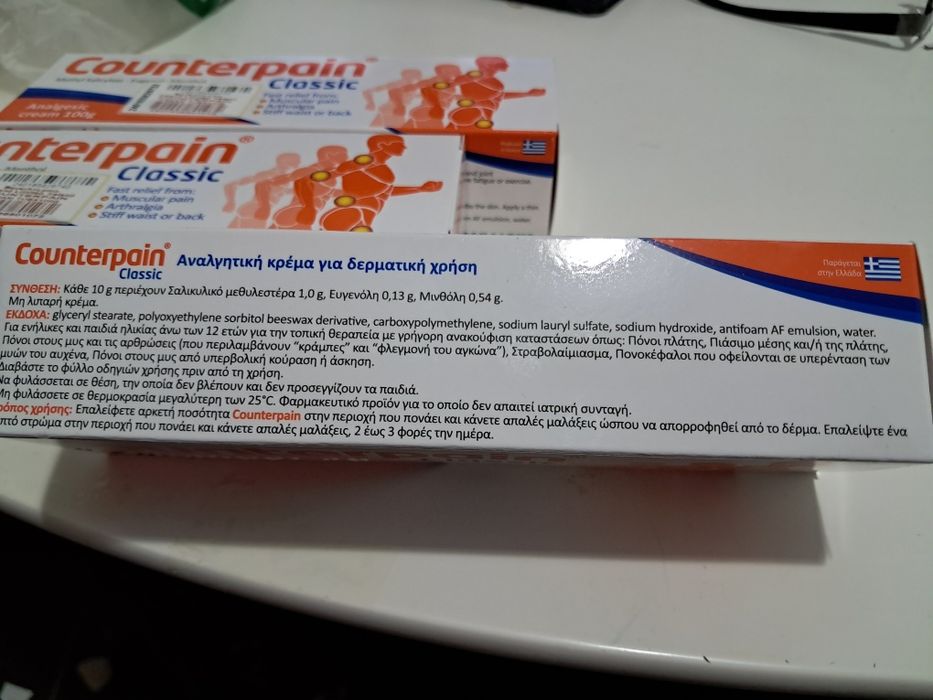 Counterpain®
Classic
Analgesic
cream 100g
Fast relief from:
Muscular pain
Arthralgia
Stiff waist or back
nterpain®
Classic
Menthol
Fast relief from:
Muscular pain
Arthralgia
Stiff waist or back
Counterpain®
Classic
Αναλγητική κρέμα για δερματική χρήση
Παράγεται
στην Ελλάδα
ΣΥΝΘΕΣΗ: Κάθε 10 g περιέχουν Σαλικυλικό μεθυλεστέρα 1,0 g, Ευγενόλη 0,13 g, Μινθόλη 0,54 g.
Μη λιπαρή κρέμα.
ΕΚΔΟΧΑ: glyceryl stearate, polyoxyethylene sorbitol beeswax derivative, carboxypolymethylene, sodium lauryl sulfate, sodium hydroxide, antifoam AF emulsion, water.
Για ενήλικες και παιδιά ηλικίας άνω των 12 ετών για την τοπική θεραπεία με γρήγορη ανακούφιση καταστάσεων όπως: Πόνοι πλάτης, Πιάσιμο μέσης και/ή της πλάτης,
Πόνοι στους μυς και τις αρθρώσεις (που περιλαμβάνουν "κράμπες" και "φλεγμονή του αγκώνα"), Στραβολαίμιασμα, Πονοκέφαλοι που οφείλονται σε υπερένταση των
μυών του αυχένα, Πόνοι στους μυς από υπερβολική κούραση ή άσκηση.
Διαβάστε το φύλλο οδηγιών χρήσης πριν από τη χρήση.
Να φυλάσσεται σε θέση, την οποία δεν βλέπουν και δεν προσεγγίζουν τα παιδιά.
Μη φυλάσσετε σε θερμοκρασία μεγαλύτερη των 25°C. Φαρμακευτικό προϊόν για το οποίο δεν απαιτεί ιατρική συνταγή.
ρόπος χρήσης: Επαλείφετε αρκετή ποσότητα Counterpain στην περιοχή που πονάει και κάνετε απαλές μαλάξεις ώσπου να απορροφηθεί από το δέρμα. Επαλείψτε ένα
πτό στρώμα στην περιοχή που πονάει και κάνετε απαλές μαλάξεις, 2 έως 3 φορές την ημέρα.